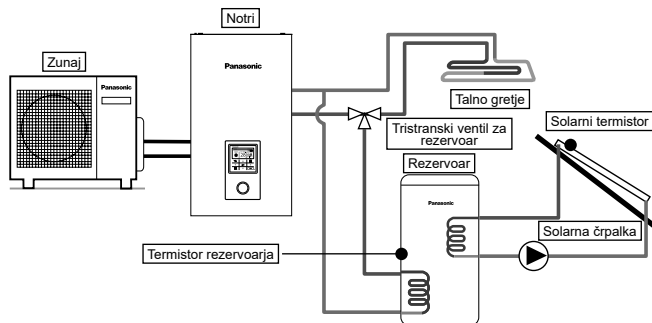 Notri
Zunaj
Panasonic
Panasonic
Talno gretje
Solarni termistor
Tristranski ventil za
rezervoar
Rezervoar
Panasonic
Termistor rezervoarja
Solarna črpalka